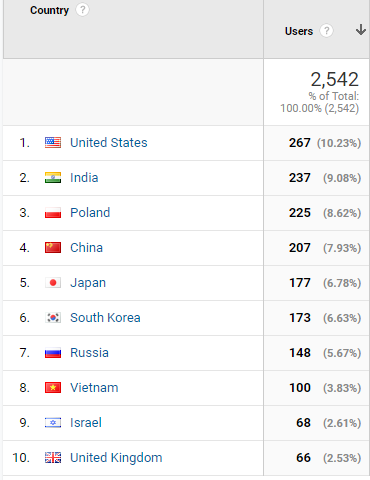 Country ?
Users ?
2,542
% of Total:
100.00% (2,542)
1. United States 267 (10.23%)
2. India 237 (9.08%)
3. Poland 225 (8.62%)
4. China 207 (7.93%)
5. Japan 177 (6.78%)
6. South Korea 173 (6.63%)
7. Russia 148 (5.67%)
8. Vietnam 100 (3.83%)
9. Israel 68 (2.61%)
10. United Kingdom 66 (2.53%)